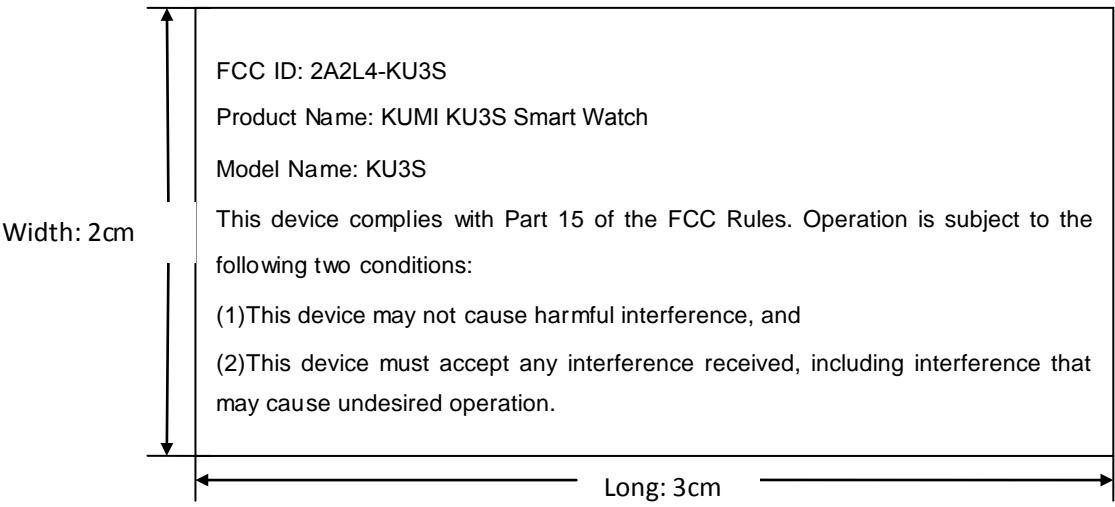 FCC ID: 2A2L4-KU3S
Product Name: KUMI KU3S Smart Watch
Model Name: KU3S
This device complies with Part 15 of the FCC Rules. Operation is subject to the
Width: 2cm
following two conditions:
(1)This device may not cause harmful interference, and
(2)This device must accept any interference received, including interference that
may cause undesired operation.
Long: 3cm